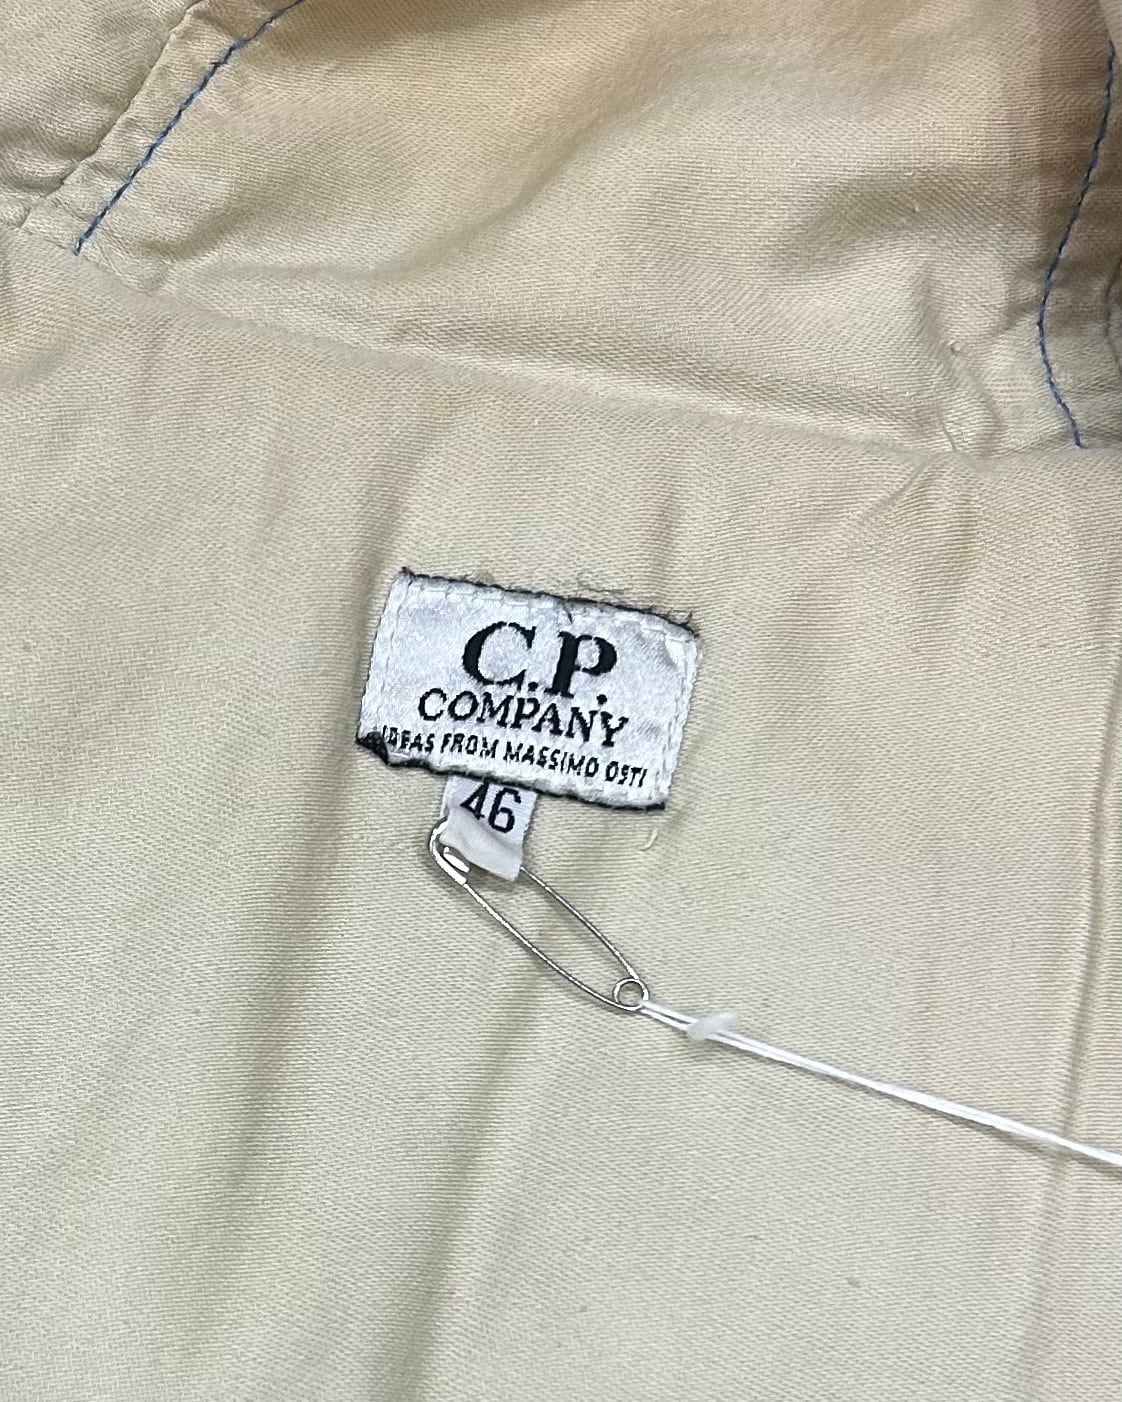 C.P.
COMPANY
IDEAS FROM MASSIMO OSTI
46